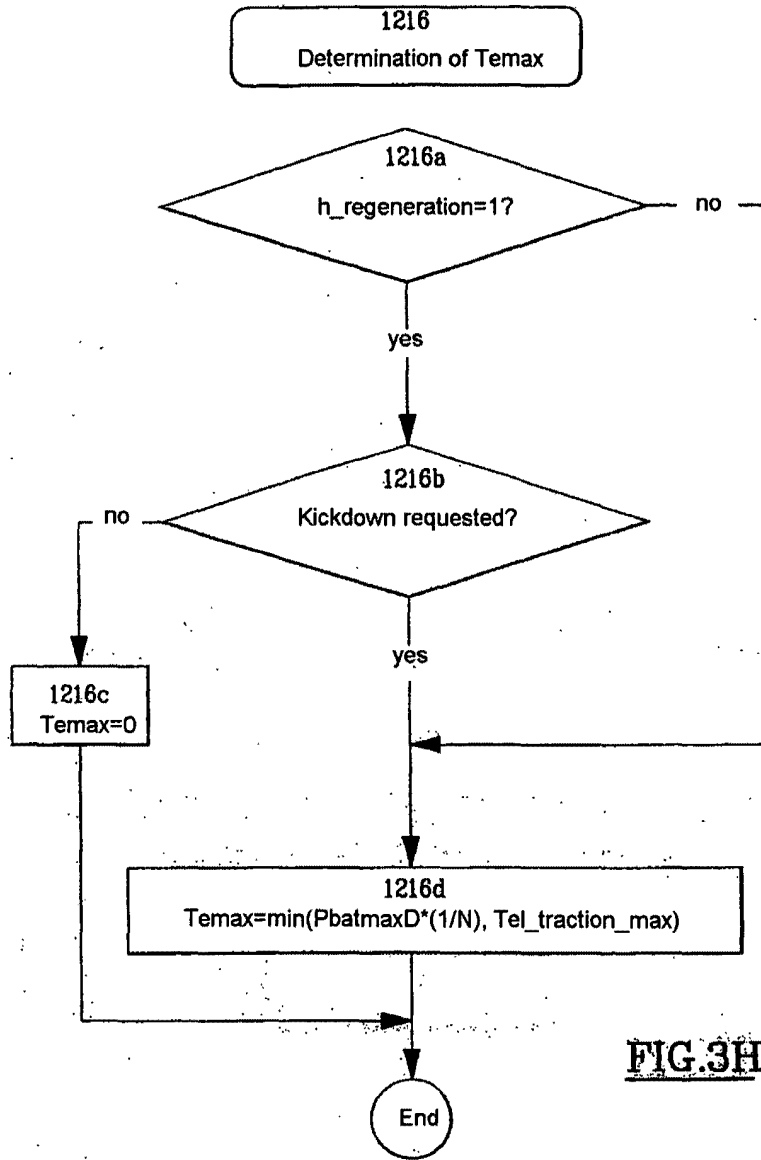 1216
Determination of Temax
1216a
h_regeneration=1?
no
yes
1216b
Kickdown requested?
no
yes
1216c
Temax=0
1216d
Temax=min(PbatmaxD*(1/N), Tel_traction_max)
FIG.3H
End